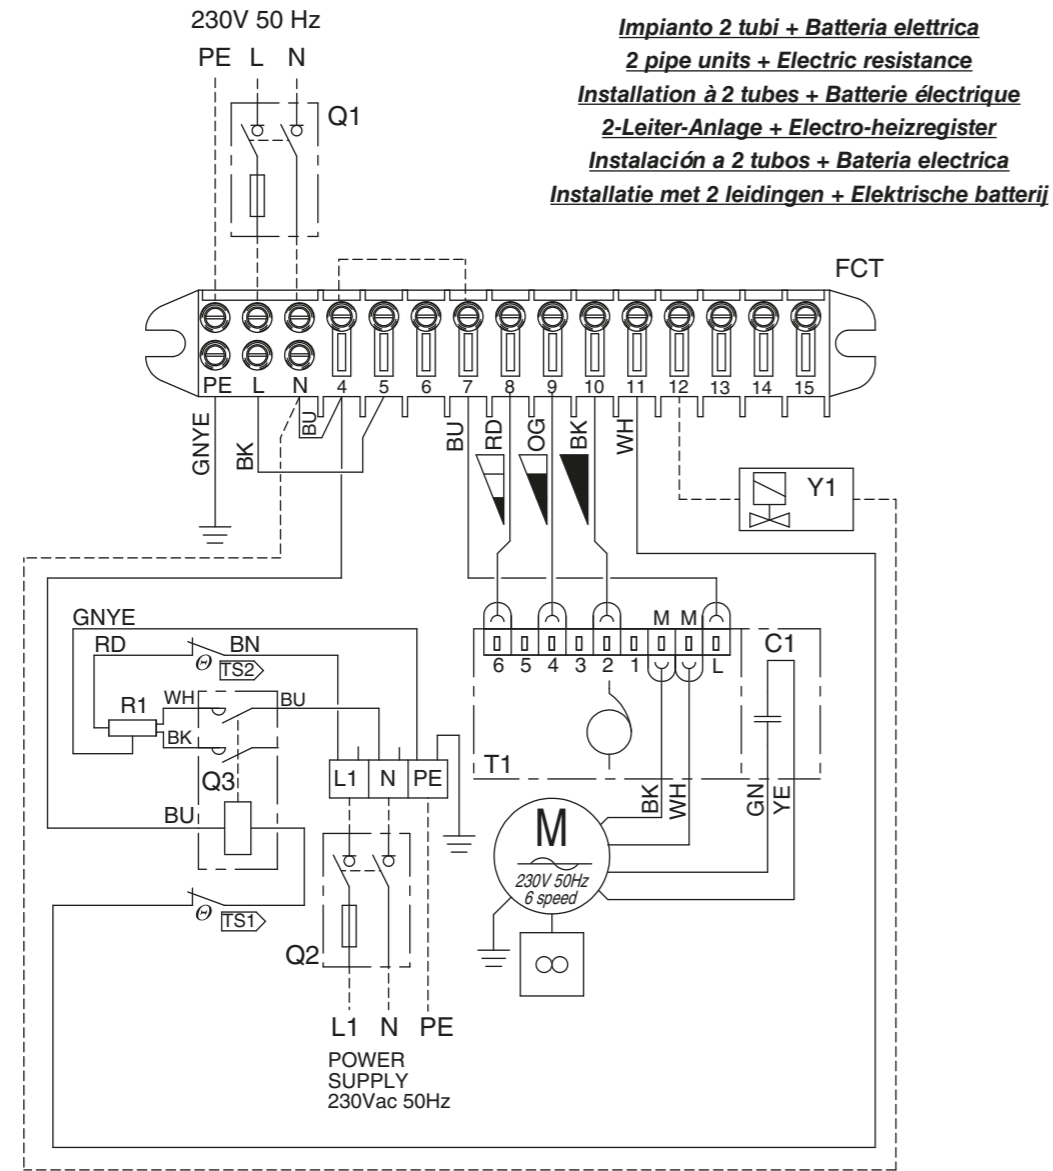 230V 50 Hz
PE L N
Q1
Impianto 2 tubi + Batteria elettrica
2 pipe units + Electric resistance
Installation à 2 tubes + Batterie électrique
2-Leiter-Anlage + Electro-heizregister
Instalación a 2 tubos + Bateria electrica
Installatie met 2 leidingen + Elektrische batterij
FCT
PE L N 4 5 6 7 8 9 10 11 12 13 14 15
GNYE
BK
BU
BU
RD
OG
BK
WH
Y1
GNYE
RD
BN
Θ TS2
R1
WH
BU
BK
Q3
BU
Θ TS1
L1 N PE
Q2
L1 N PE
POWER
SUPPLY
230Vac 50Hz
M M
6 5 4 3 2 1 L
C1
T1
BK
WH
GN
YE
M
230V 50Hz
6 speed